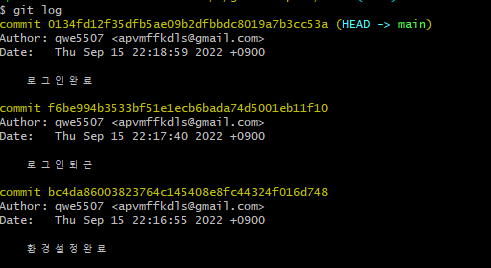 $ git log
commit 0134fd12f35dfb5ae09b2dfbbdc8019a7b3cc53a (HEAD -> main)
Author: qwe5507 <apvmffkdls@gmail.com>
Date:   Thu Sep 15 22:18:59 2022 +0900
로그인완료
commit f6be994b3533bf51e1ecb6bada74d5001eb11f10
Author: qwe5507 <apvmffkdls@gmail.com>
Date:   Thu Sep 15 22:17:40 2022 +0900
로그인퇴근
commit bc4da86003823764c145408e8fc44324f016d748
Author: qwe5507 <apvmffkdls@gmail.com>
Date:   Thu Sep 15 22:16:55 2022 +0900
환경설정완료